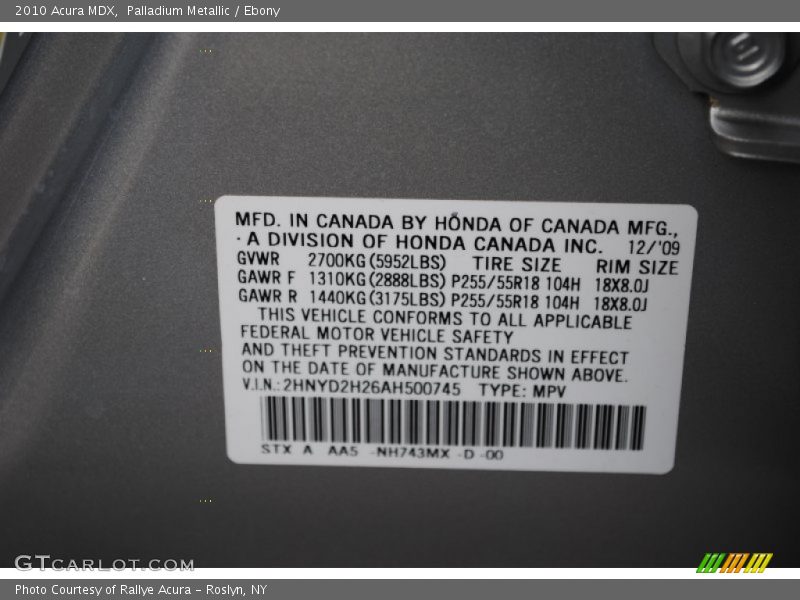 2010 Acura MDX,  Palladium Metallic / Ebony
MFD. IN CANADA BY HONDA OF CANADA MFG.,
A DIVISION OF HONDA CANADA INC. 12/'09
GVWR 2700KG(5952LBS) TIRE SIZE RIM SIZE
GAWR F 1310KG(2888LBS) P255/55R18 104H 18X8.0J
GAWR R 1440KG(3175LBS) P255/55R18 104H 18X8.0J
THIS VEHICLE CONFORMS TO ALL APPLICABLE
FEDERAL MOTOR VEHICLE SAFETY
AND THEFT PREVENTION STANDARDS IN EFFECT
ON THE DATE OF MANUFACTURE SHOWN ABOVE.
V.I.N.: 2HNYD2H26AH500745 TYPE: MPV
STX A AA5 -NH743MX -D -00
GTCARLOT.COM
Photo Courtesy of Rallye Acura - Roslyn, NY